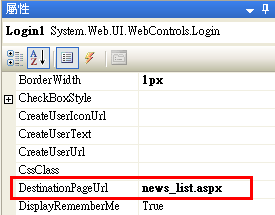 屬性
Login1 System.Web.UI.WebControls.Login
BorderWidth 1px
CheckBoxStyle
CreateUserIconUrl
CreateUserText
CreateUserUrl
CssClass
DestinationPageUrl news_list.aspx
DisplayRememberMe True